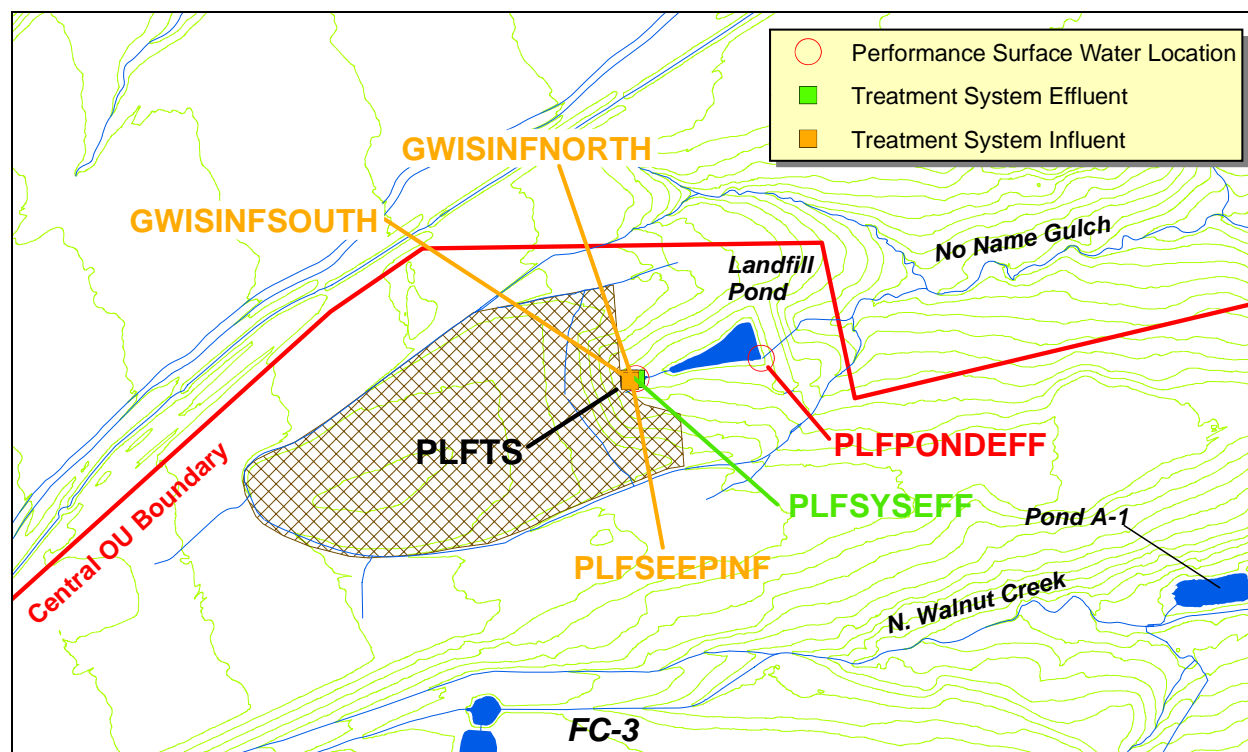 Performance Surface Water Location
Treatment System Effluent
Treatment System Influent
GWISINFNORTH
GWISINFSOUTH
No Name Gulch
Landfill
Pond
PLFTS
PLFPONDEFF
Central OU Boundary
PLFSYSEFF
Pond A-1
PLFSEEPINF
N. Walnut Creek
FC-3